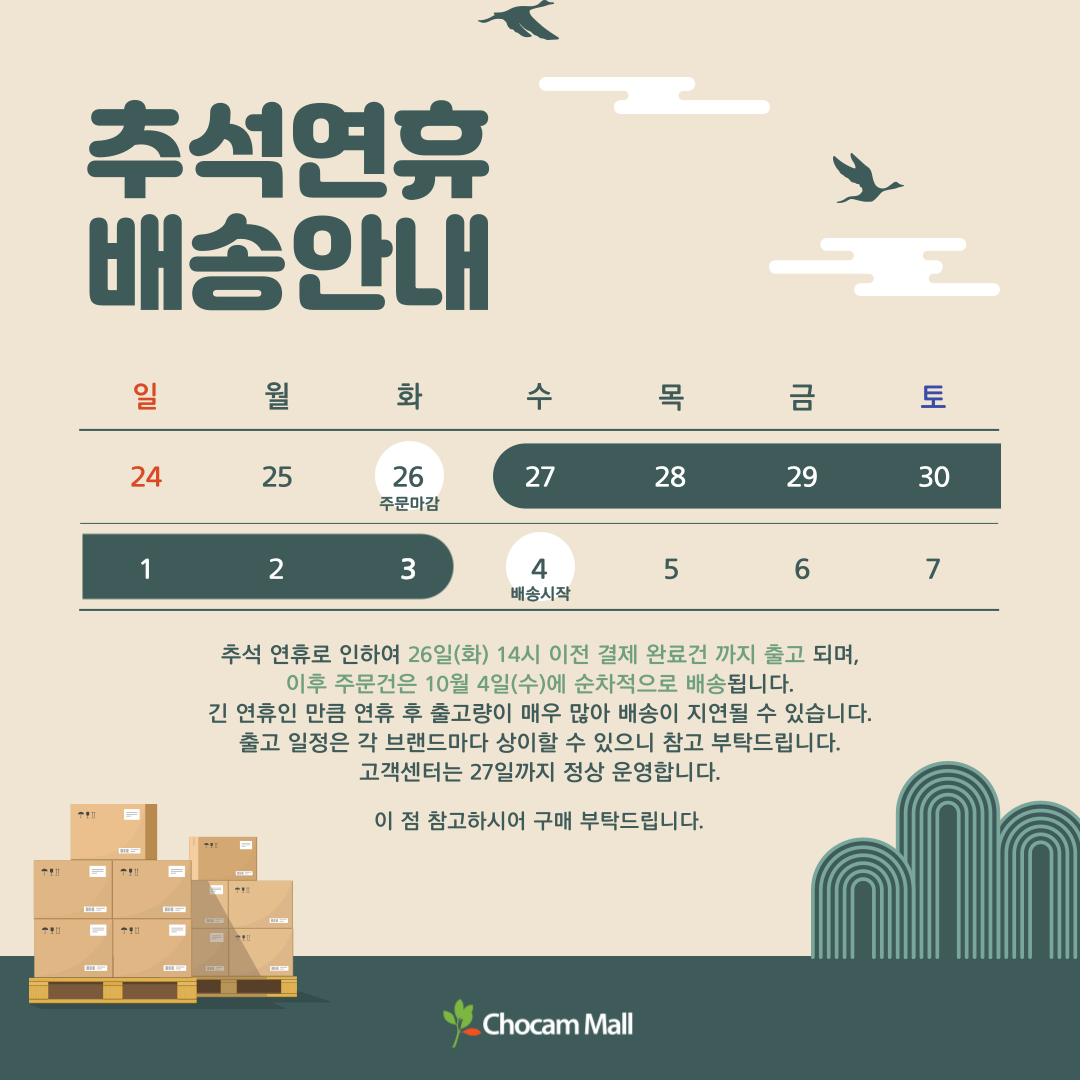 추석연휴
배송안내
일 월 화 수 목 금 토
24 25 26 27 28 29 30
주문마감
1 2 3 4 5 6 7
배송시작
추석 연휴로 인하여 26일(화) 14시 이전 결제 완료건 까지 출고 되며,
이후 주문건은 10월 4일(수)에 순차적으로 배송됩니다.
긴 연휴인 만큼 연휴 후 출고량이 매우 많아 배송이 지연될 수 있습니다.
출고 일정은 각 브랜드마다 상이할 수 있으니 참고 부탁드립니다.
고객센터는 27일까지 정상 운영합니다.
이 점 참고하시어 구매 부탁드립니다.
Chocam Mall